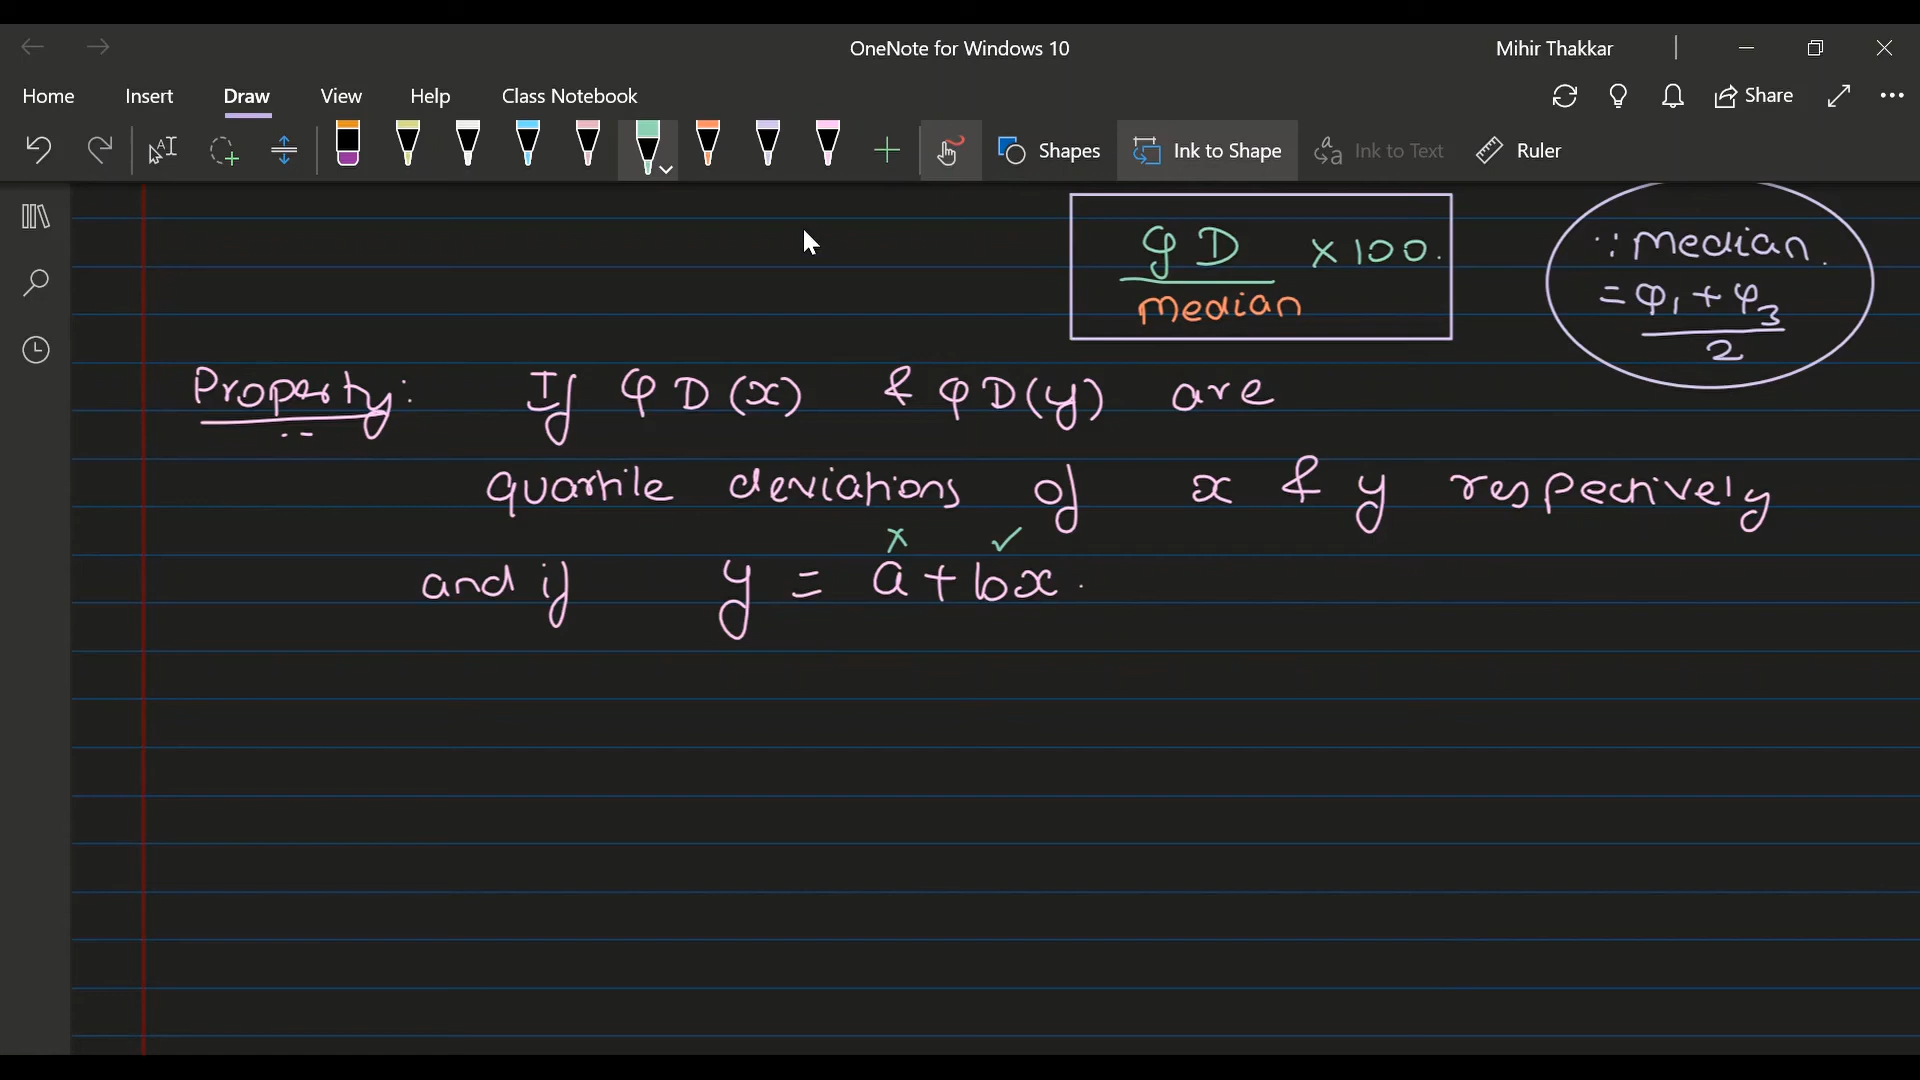 OneNote for Windows 10
Mihir Thakkar
Home Insert Draw View Help Class Notebook
Share
Shapes Ink to Shape Ink to Text Ruler
QD × 100.
median
∵ median.
= Q₁ + Q₃
2
Property: If QD(x) & QD(y) are
quartile deviations of x & y respectively
x ✓
and if y = a + bx.